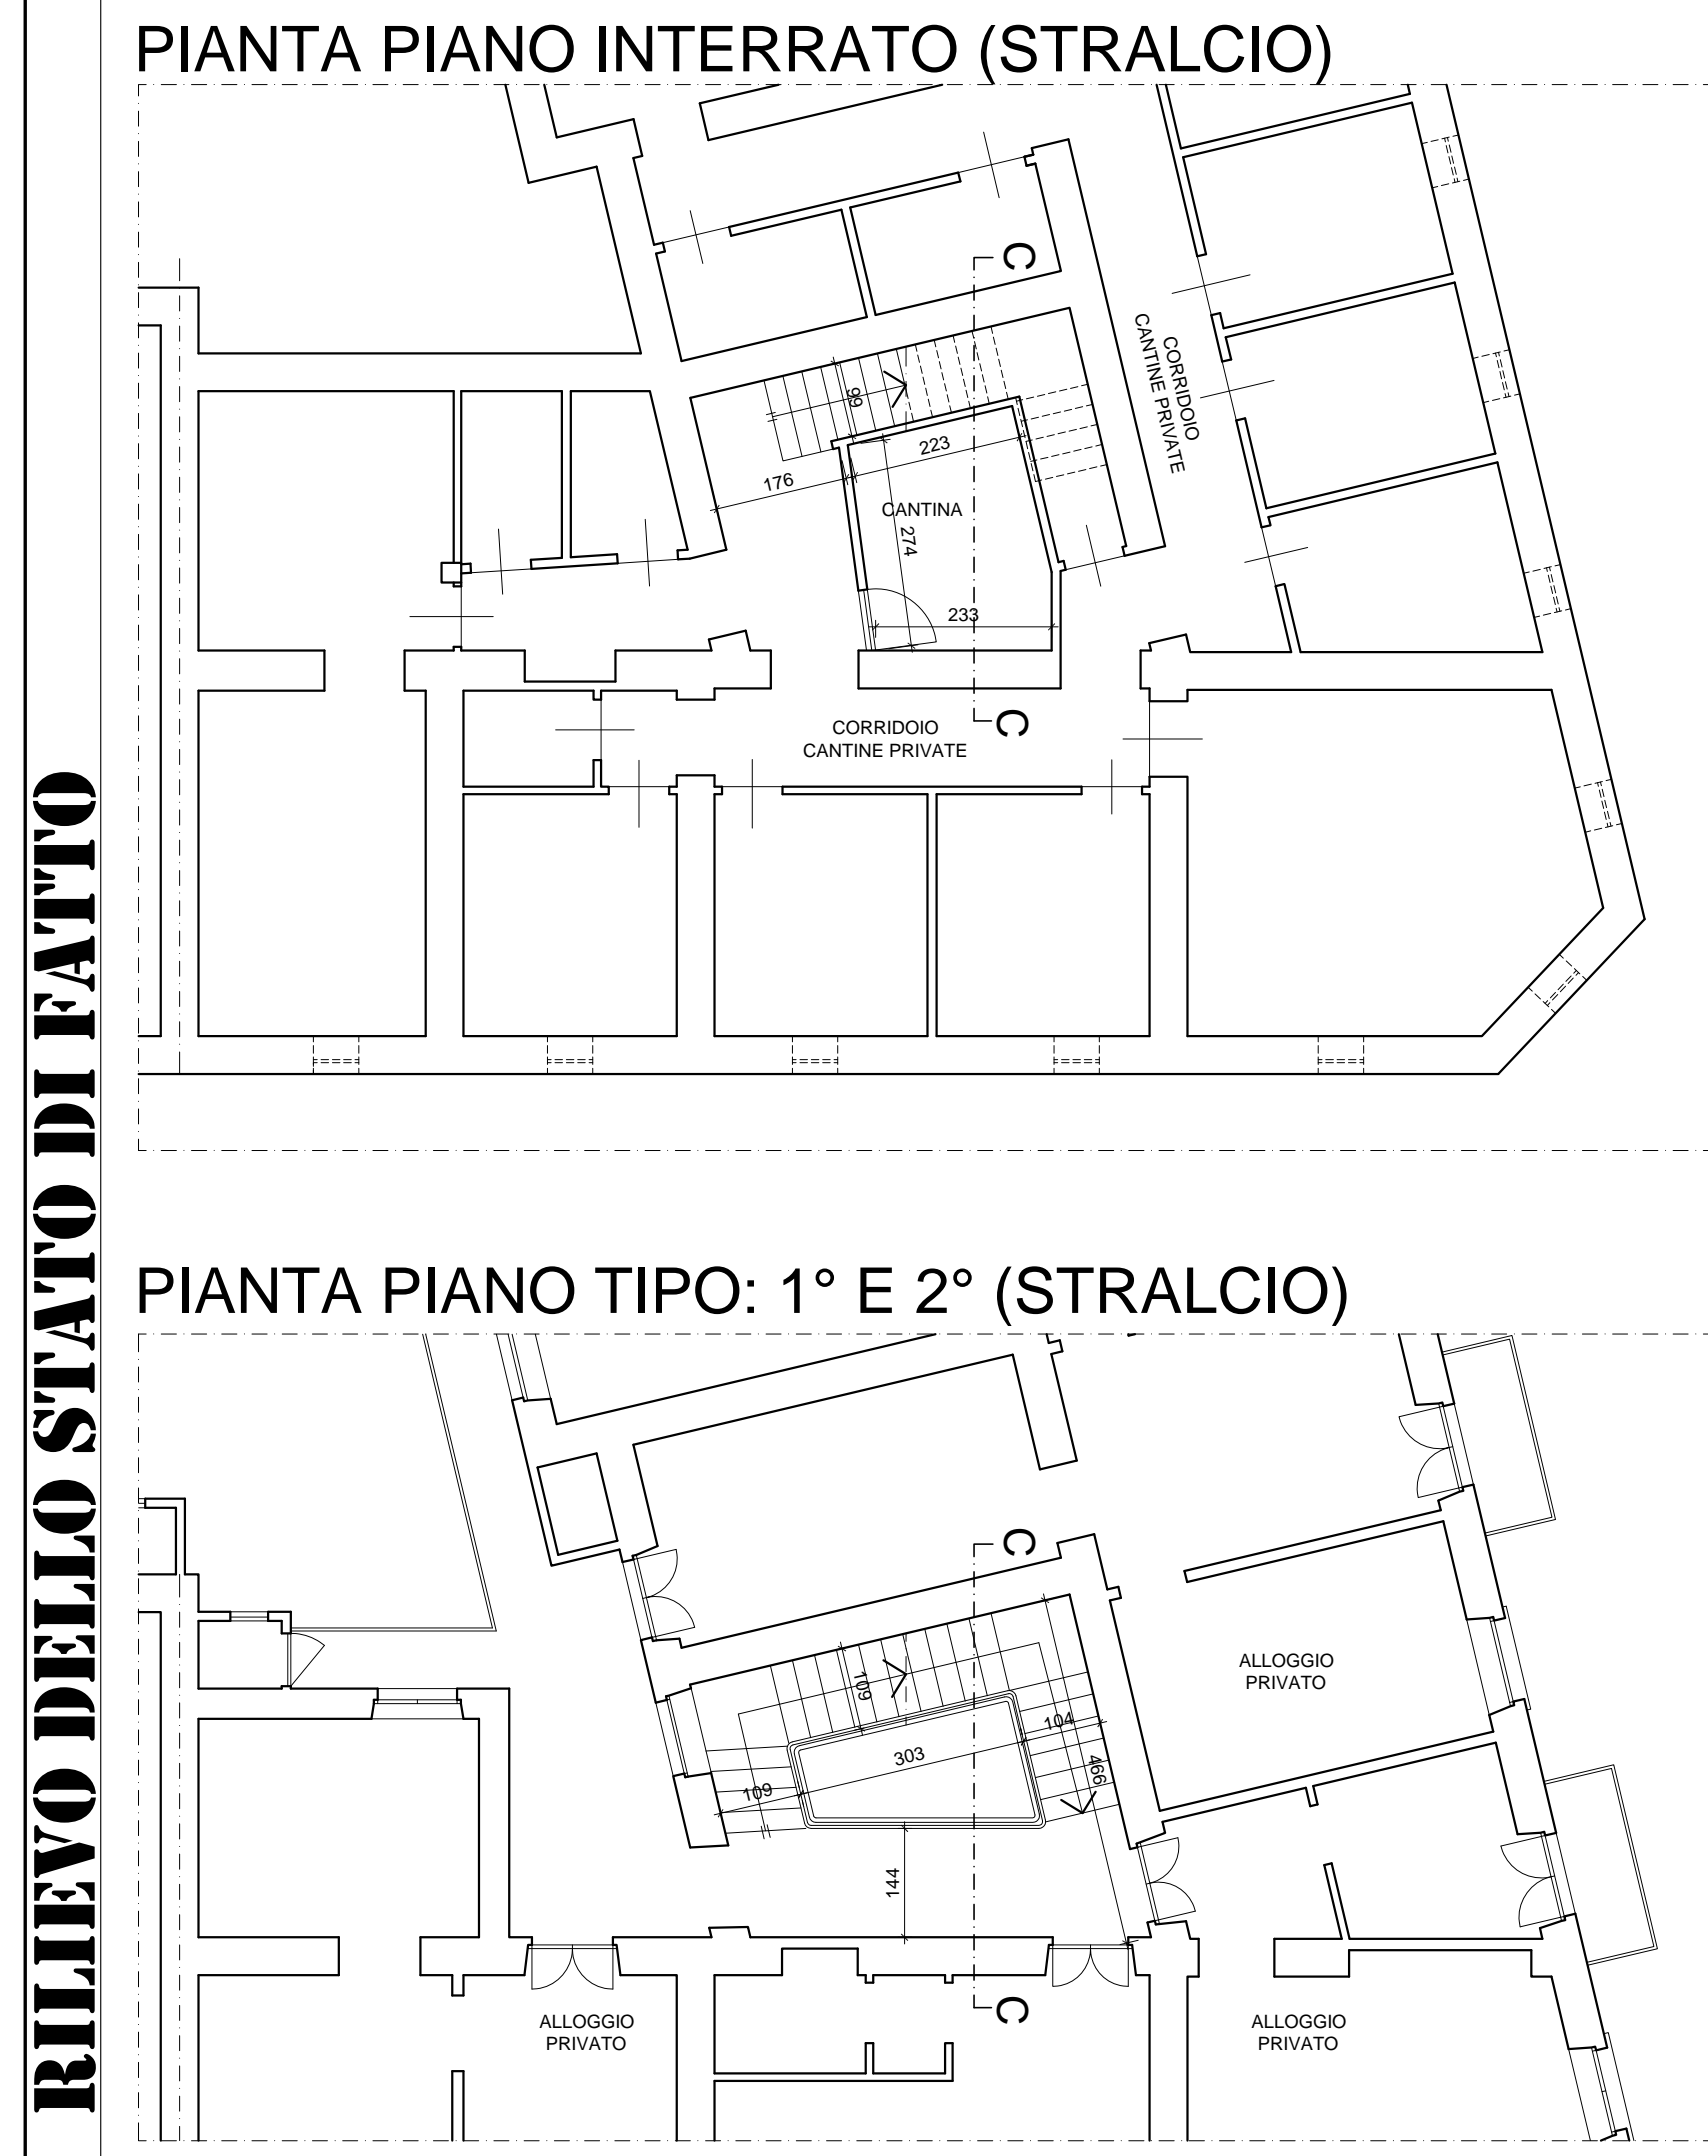 RILIEVO DELLO STATO DI FATTO
PIANTA PIANO INTERRATO (STRALCIO)
C
CORRIDOIO
CANTINE PRIVATE
99
223
176
CANTINA
274
233
C
CORRIDOIO
CANTINE PRIVATE
PIANTA PIANO TIPO: 1° E 2° (STRALCIO)
C
ALLOGGIO
PRIVATO
109
104
303
466
109
144
C
ALLOGGIO
PRIVATO
ALLOGGIO
PRIVATO